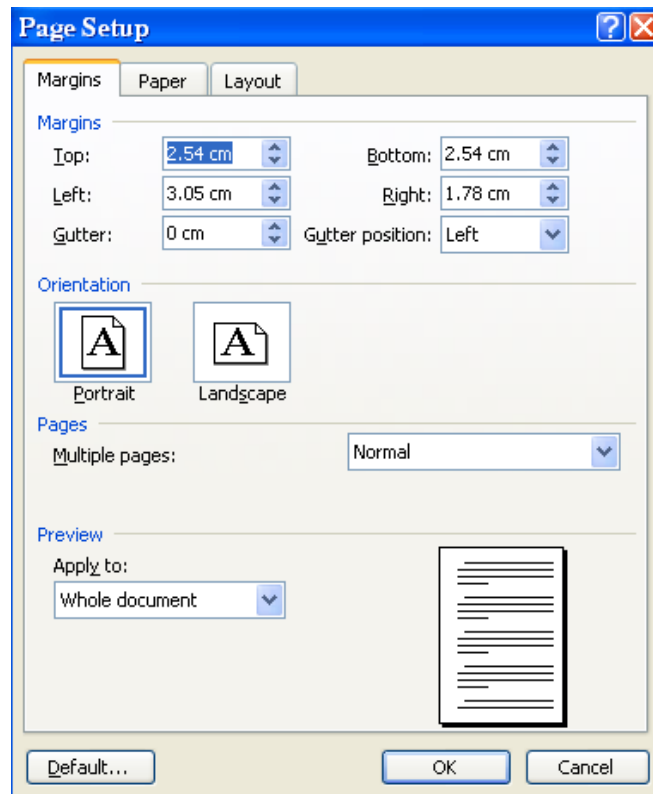 Page Setup
Margins Paper Layout
Margins
Top: 2.54 cm Bottom: 2.54 cm
Left: 3.05 cm Right: 1.78 cm
Gutter: 0 cm Gutter position: Left
Orientation
A A
Portrait Landscape
Pages
Multiple pages: Normal
Preview
Apply to:
Whole document
Default... OK Cancel